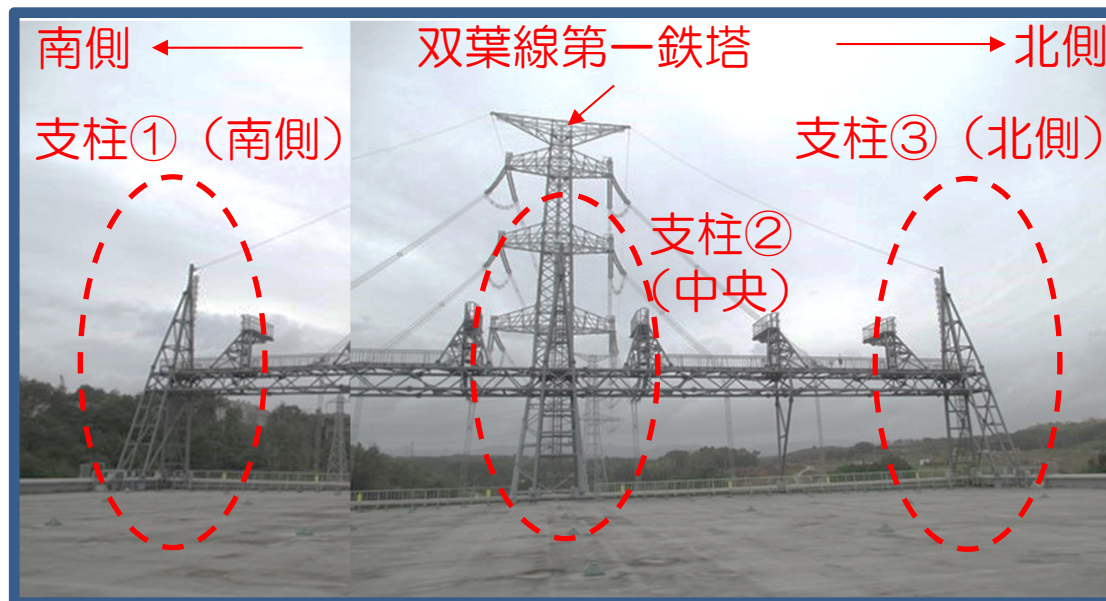 南側 ← 双葉線第一鉄塔 → 北側
支柱①（南側）
支柱③（北側）
支柱②
（中央）